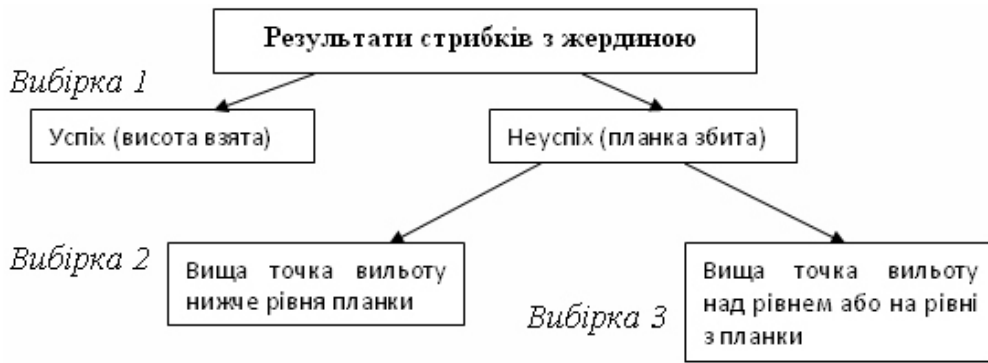 Результати стрибків з жердиною
Вибірка 1
Успіх (висота взята)
Неуспіх (планка збита)
Вибірка 2
Вища точка вильоту
нижче рівня планки
Вибірка 3
Вища точка вильоту
над рівнем або на рівні
з планки